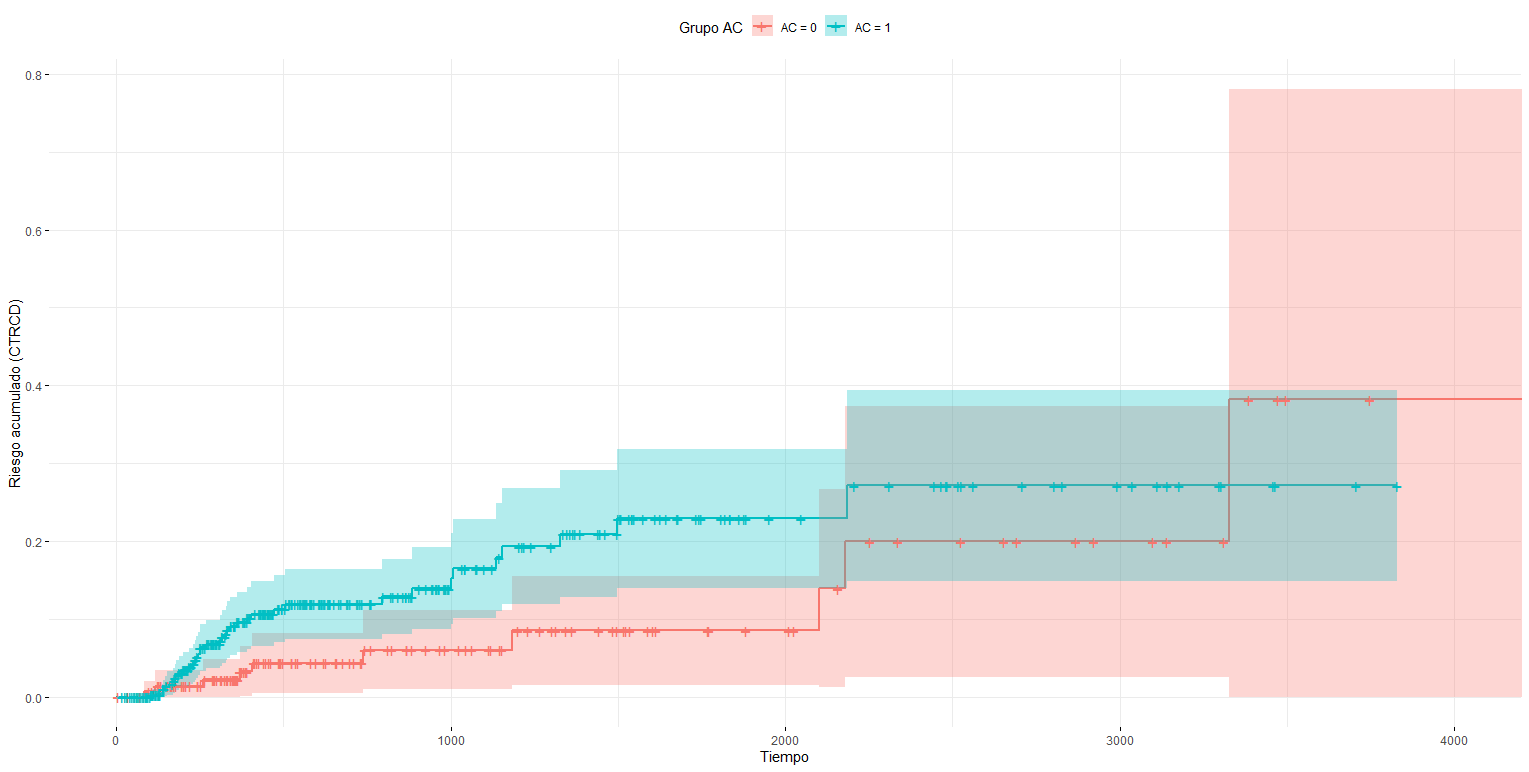 Grupo AC AC = 0 AC = 1
Riesgo acumulado (CTRCD)
0.8
0.6
0.4
0.2
0.0
0 1000 2000 3000 4000
Tiempo